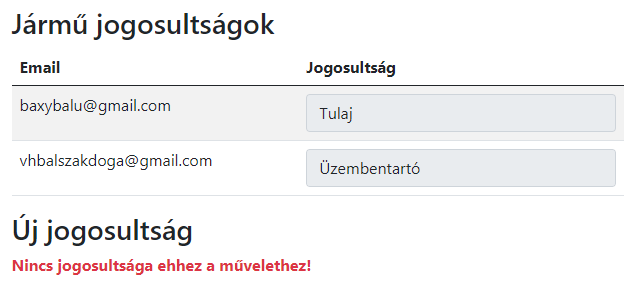 Jármű jogosultságok
Email Jogosultság
baxybalu@gmail.com Tulaj
vhbalszakdoga@gmail.com Üzembentartó
Új jogosultság
Nincs jogosultsága ehhez a művelethez!